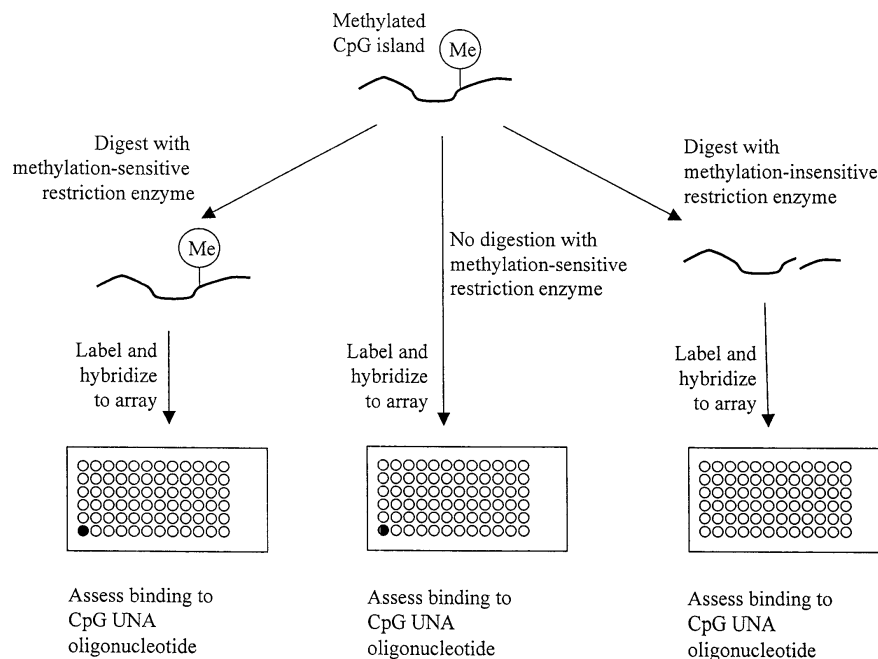 Methylated
CpG island
Me
Digest with
methylation-sensitive
restriction enzyme
Digest with
methylation-insensitive
restriction enzyme
No digestion with
methylation-sensitive
restriction enzyme
Me
Label and
hybridize
to array
Label and
hybridize
to array
Label and
hybridize
to array
Assess binding to
CpG UNA
oligonucleotide
Assess binding to
CpG UNA
oligonucleotide
Assess binding to
CpG UNA
oligonucleotide